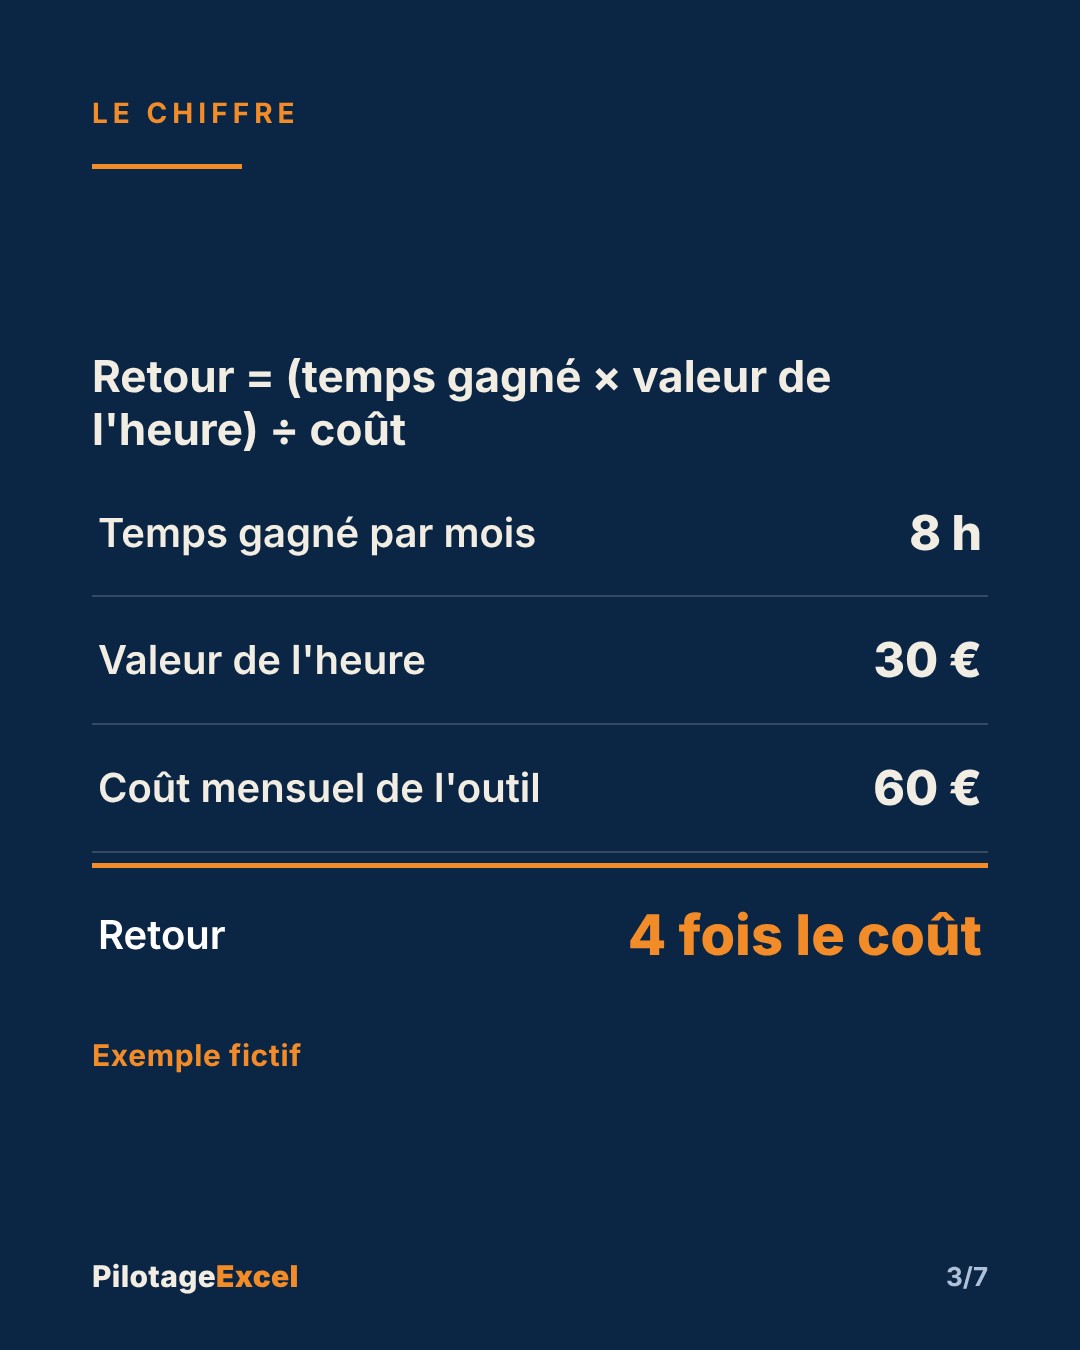 LE CHIFFRE
Retour = (temps gagné × valeur de
l'heure) ÷ coût
Temps gagné par mois 8 h
Valeur de l'heure 30 €
Coût mensuel de l'outil 60 €
Retour 4 fois le coût
Exemple fictif
PilotageExcel 3/7